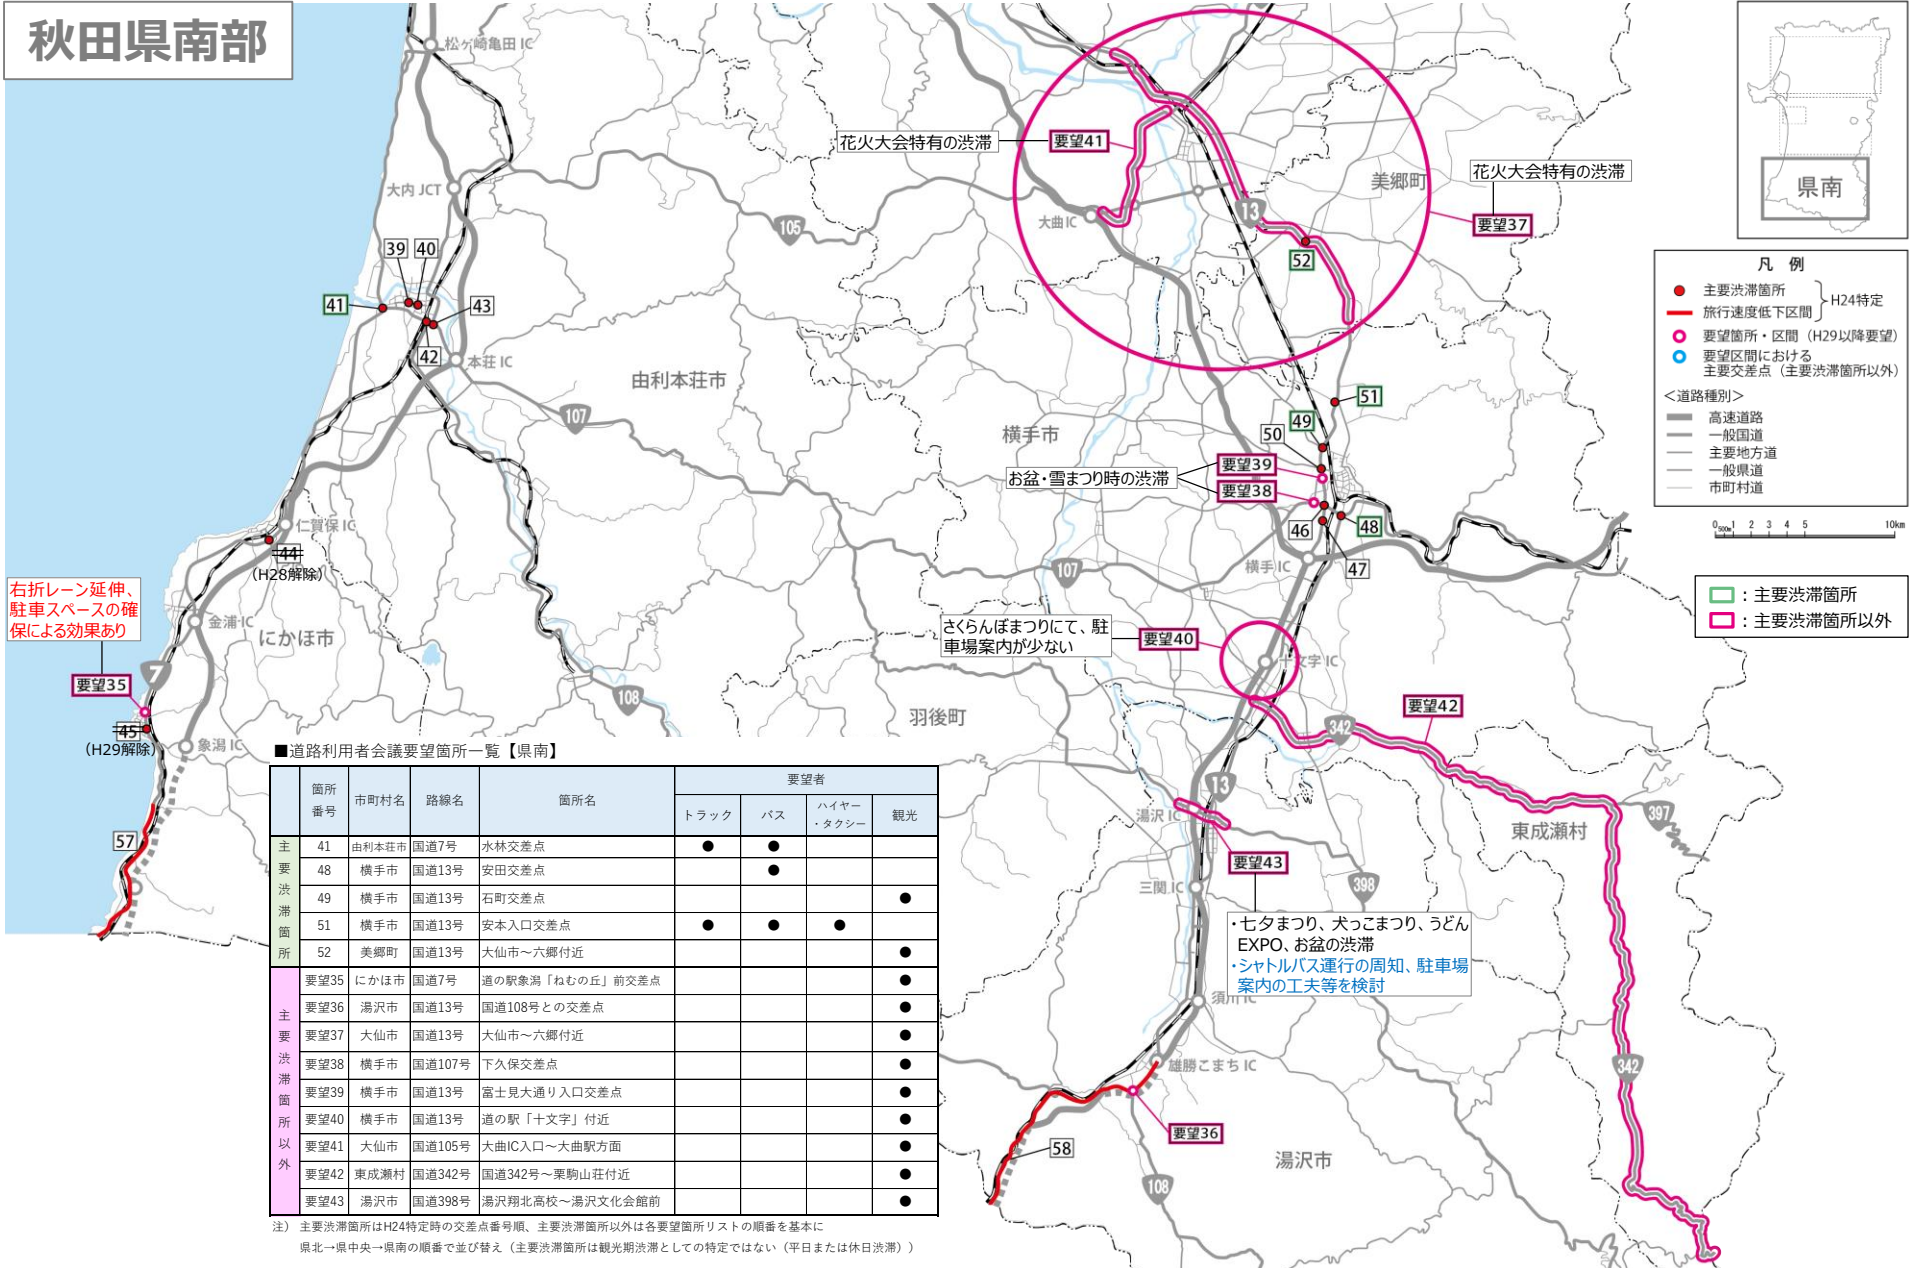 秋田県南部
松ヶ崎亀田 IC
大内 JCT
105
39
40
41
43
42
本荘 IC
由利本荘市
107
仁賀保 IC
44
(H28解除)
右折レーン延伸、
駐車スペースの確
保による効果あり
金浦 IC
にかほ市
7
要望35
45
(H29解除)
象潟 IC
108
57
花火大会特有の渋滞
要望41
大曲IC
13
美郷町
花火大会特有の渋滞
要望37
52
51
49
50
横手市
要望39
お盆・雪まつり時の渋滞
要望38
46
48
47
横手 IC
107
さくらんぼまつりにて、駐
車場案内が少ない
要望40
十文字 IC
羽後町
342
要望42
13
湯沢 IC
397
東成瀬村
要望43
398
三関 IC
・七夕まつり、犬っこまつり、うどん
EXPO、お盆の渋滞
・シャトルバス運行の周知、駐車場
案内の工夫等を検討
須川 IC
雄勝こまち IC
342
要望36
58
湯沢市
108
県南
凡 例
主要渋滞箇所
旅行速度低下区間
H24特定
要望箇所・区間（H29以降要望）
要望区間における
主要交差点（主要渋滞箇所以外）
＜道路種別＞
高速道路
一般国道
主要地方道
一般県道
市町村道
0 500m 1 2 3 4 5 10km
：主要渋滞箇所
：主要渋滞箇所以外
■道路利用者会議要望箇所一覧【県南】
箇所番号 市町村名 路線名 箇所名 要望者
トラック バス ハイヤー・タクシー 観光
主要渋滞箇所
41 由利本荘市 国道7号 水林交差点 ● ●
48 横手市 国道13号 安田交差点 ●
49 横手市 国道13号 石町交差点 ●
51 横手市 国道13号 安本入口交差点 ● ● ●
52 美郷町 国道13号 大仙市～六郷付近 ●
主要渋滞箇所以外
要望35 にかほ市 国道7号 道の駅象潟「ねむの丘」前交差点 ●
要望36 湯沢市 国道13号 国道108号との交差点 ●
要望37 大仙市 国道13号 大仙市～六郷付近 ●
要望38 横手市 国道107号 下久保交差点 ●
要望39 横手市 国道13号 富士見大通り入口交差点 ●
要望40 横手市 国道13号 道の駅「十文字」付近 ●
要望41 大仙市 国道105号 大曲IC入口～大曲駅方面 ●
要望42 東成瀬村 国道342号 国道342号～栗駒山荘付近 ●
要望43 湯沢市 国道398号 湯沢翔北高校～湯沢文化会館前 ●
注） 主要渋滞箇所はH24特定時の交差点番号順、主要渋滞箇所以外は各要望箇所リストの順番を基本に
県北→県中央→県南の順番で並び替え（主要渋滞箇所は観光期渋滞としての特定ではない（平日または休日渋滞））